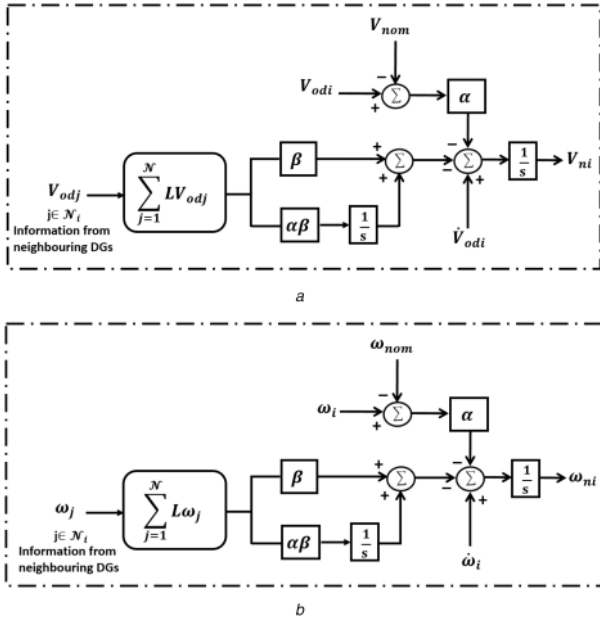 V_nom
−
V_odi
+
Σ
α
β
+
+
Σ
−
−
Σ
+
1/s
V_ni
V_odj
j∈ 𝒩_i
Information from
neighbouring DGs
∑_{j=1}^{𝒩} LV_odj
αβ
1/s
V̇_odi
a
ω_nom
−
ω_i
+
Σ
α
β
+
+
Σ
−
−
Σ
+
1/s
ω_ni
ω_j
j∈ 𝒩_i
Information from
neighbouring DGs
∑_{j=1}^{𝒩} Lω_j
αβ
1/s
ω̇_i
b